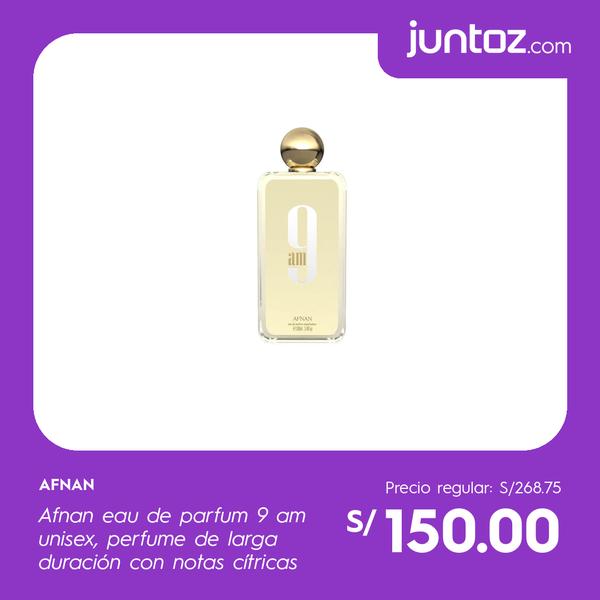 juntoz.com
9
am
AFNAN
AFNAN
Afnan eau de parfum 9 am
unisex, perfume de larga
duración con notas cítricas
Precio regular: S/268.75
S/150.00